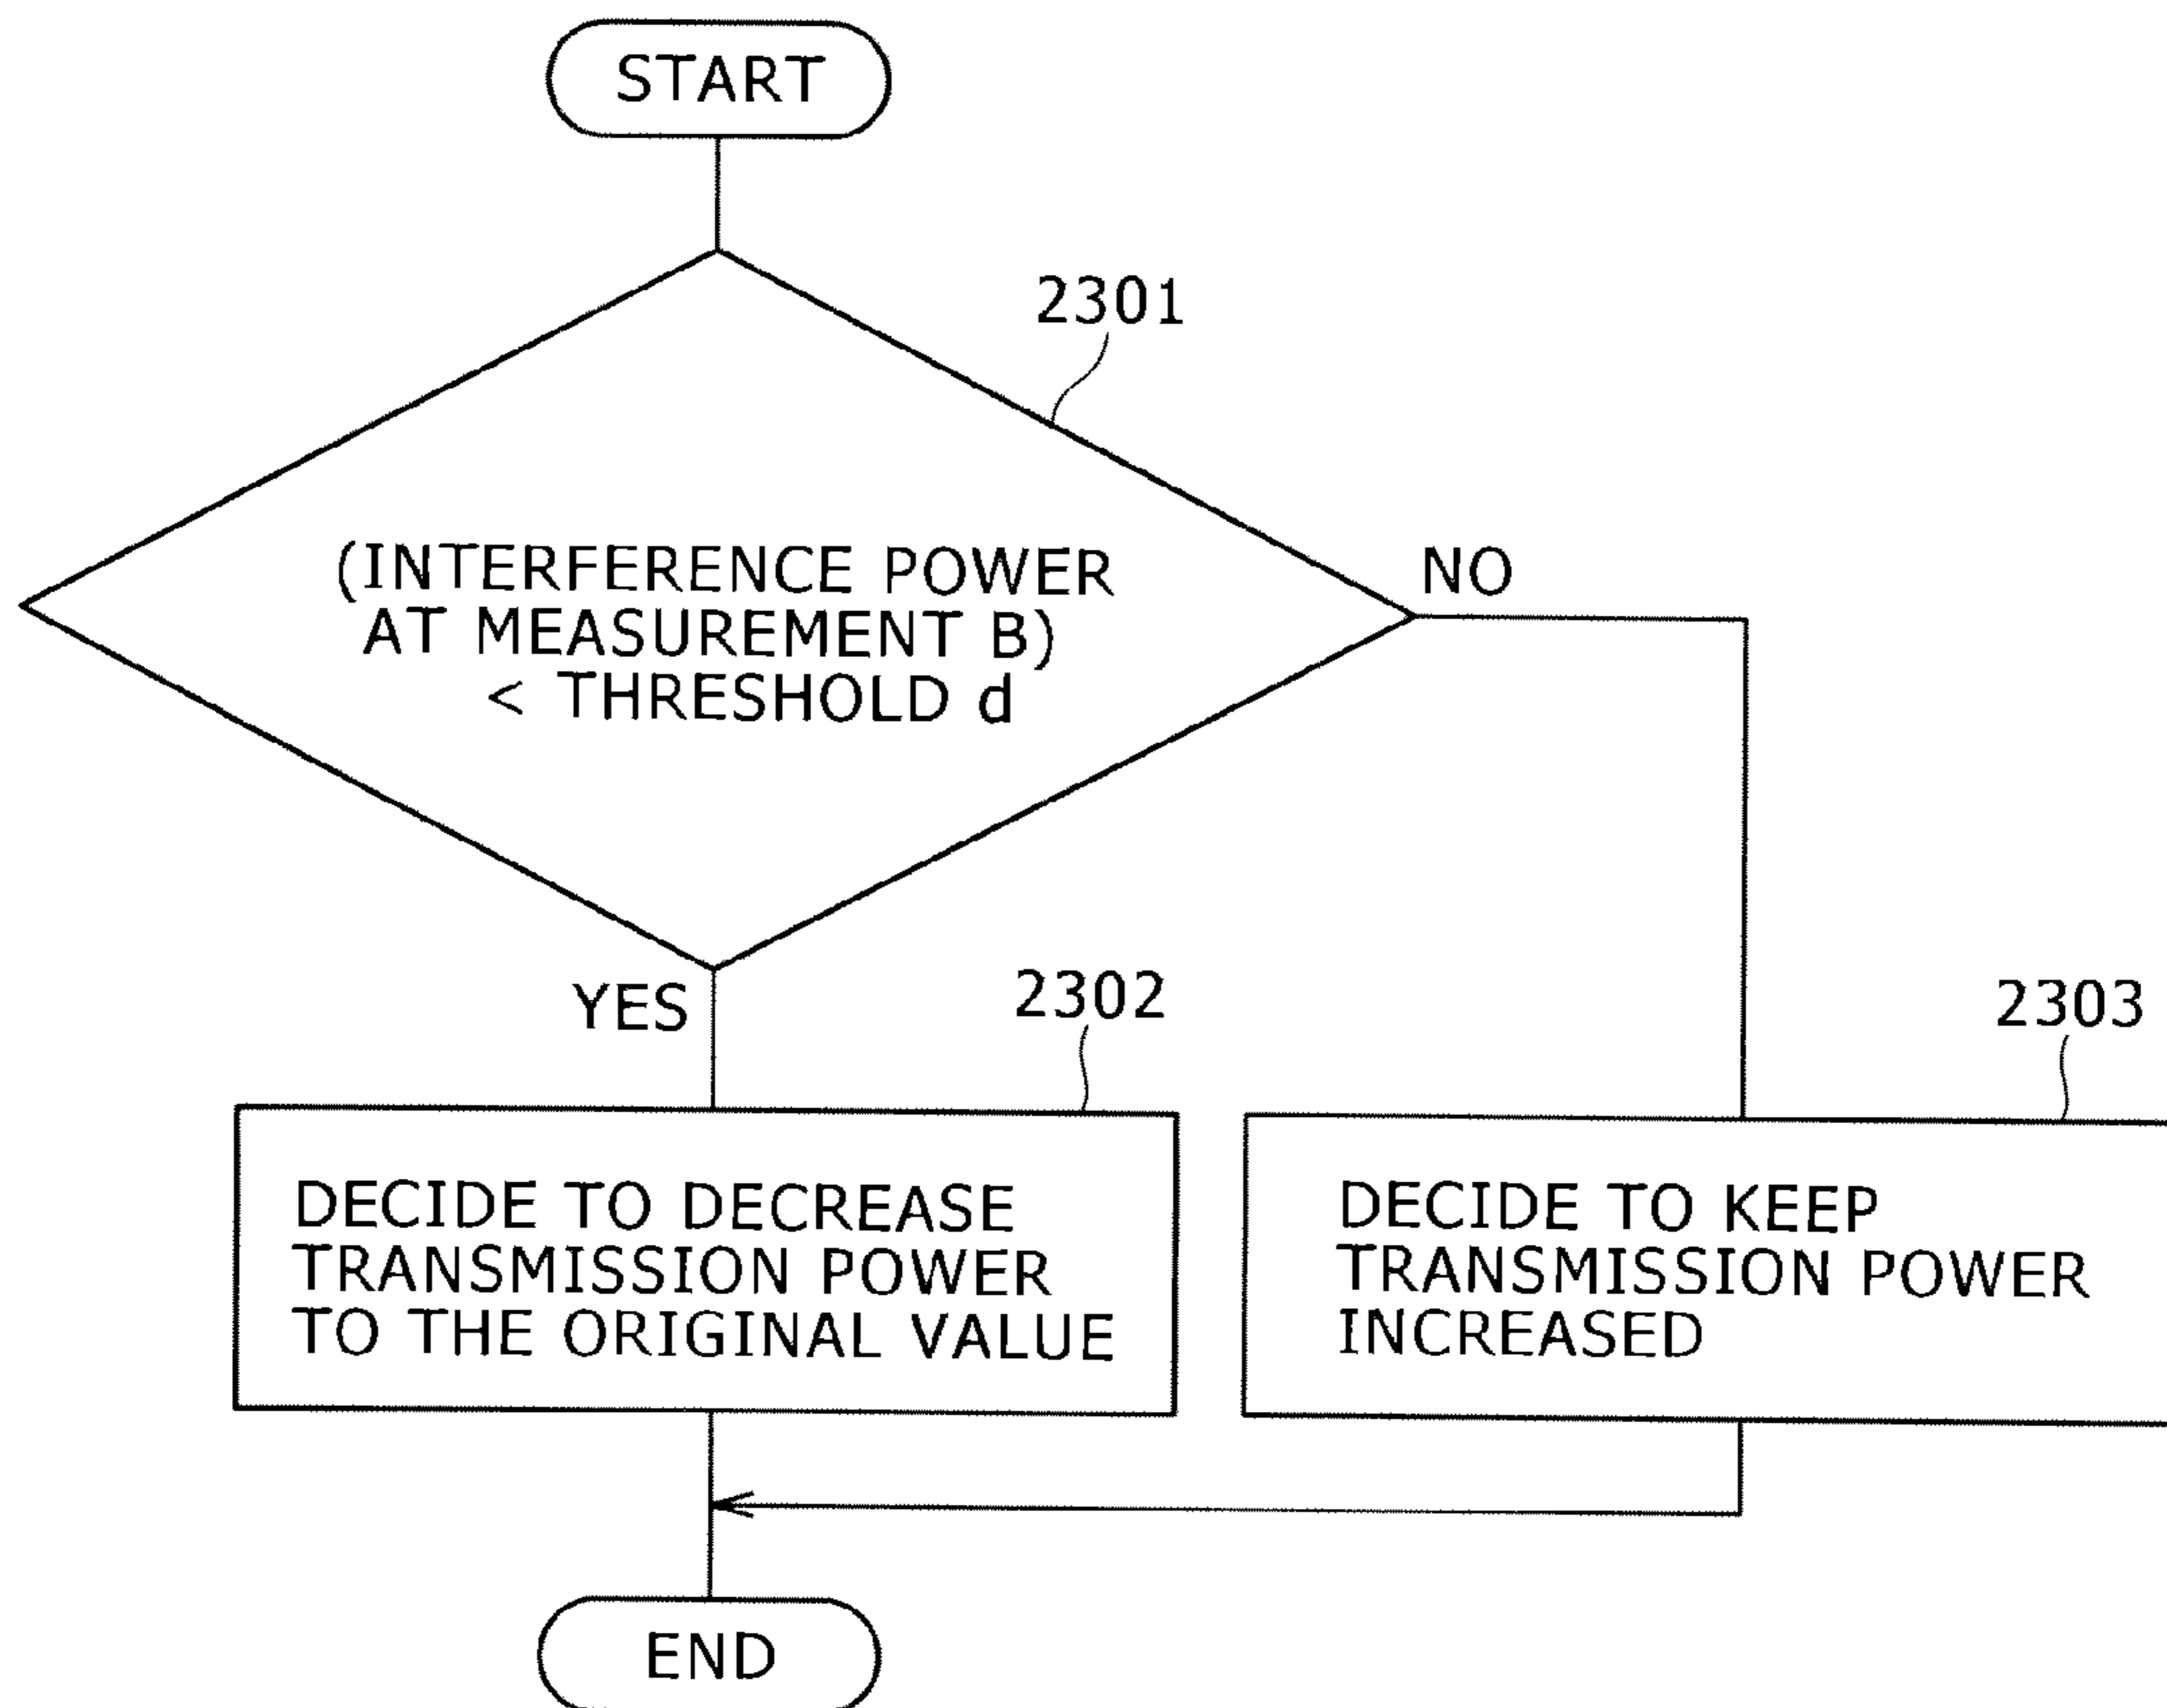 START
2301
(INTERFERENCE POWER
AT MEASUREMENT B)
< THRESHOLD d
NO
YES
2302
2303
DECIDE TO DECREASE
TRANSMISSION POWER
TO THE ORIGINAL VALUE
DECIDE TO KEEP
TRANSMISSION POWER
INCREASED
END